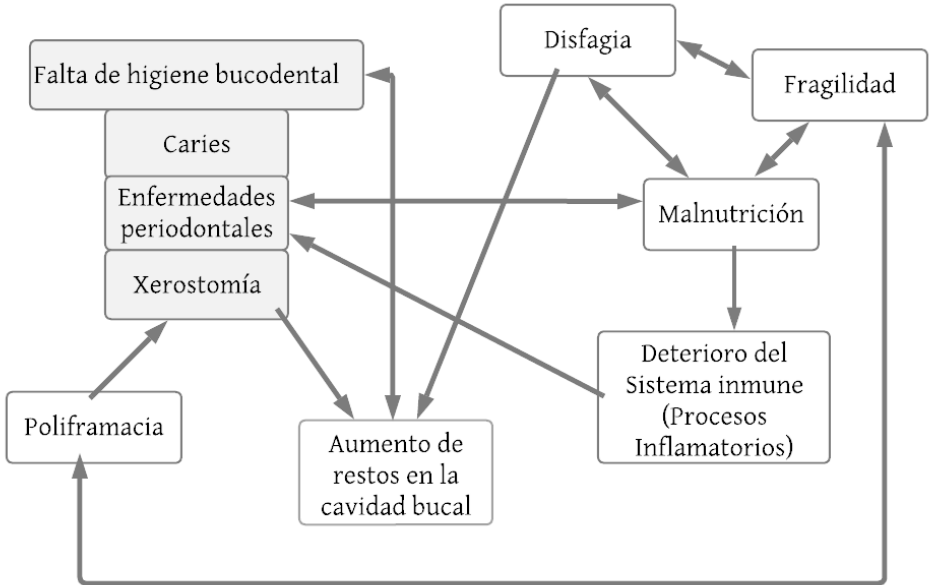 Disfagia
Falta de higiene bucodental
Fragilidad
Caries
Enfermedades
periodontales
Malnutrición
Xerostomía
Deterioro del
Sistema inmune
(Procesos
Inflamatorios)
Poliframacia
Aumento de
restos en la
cavidad bucal